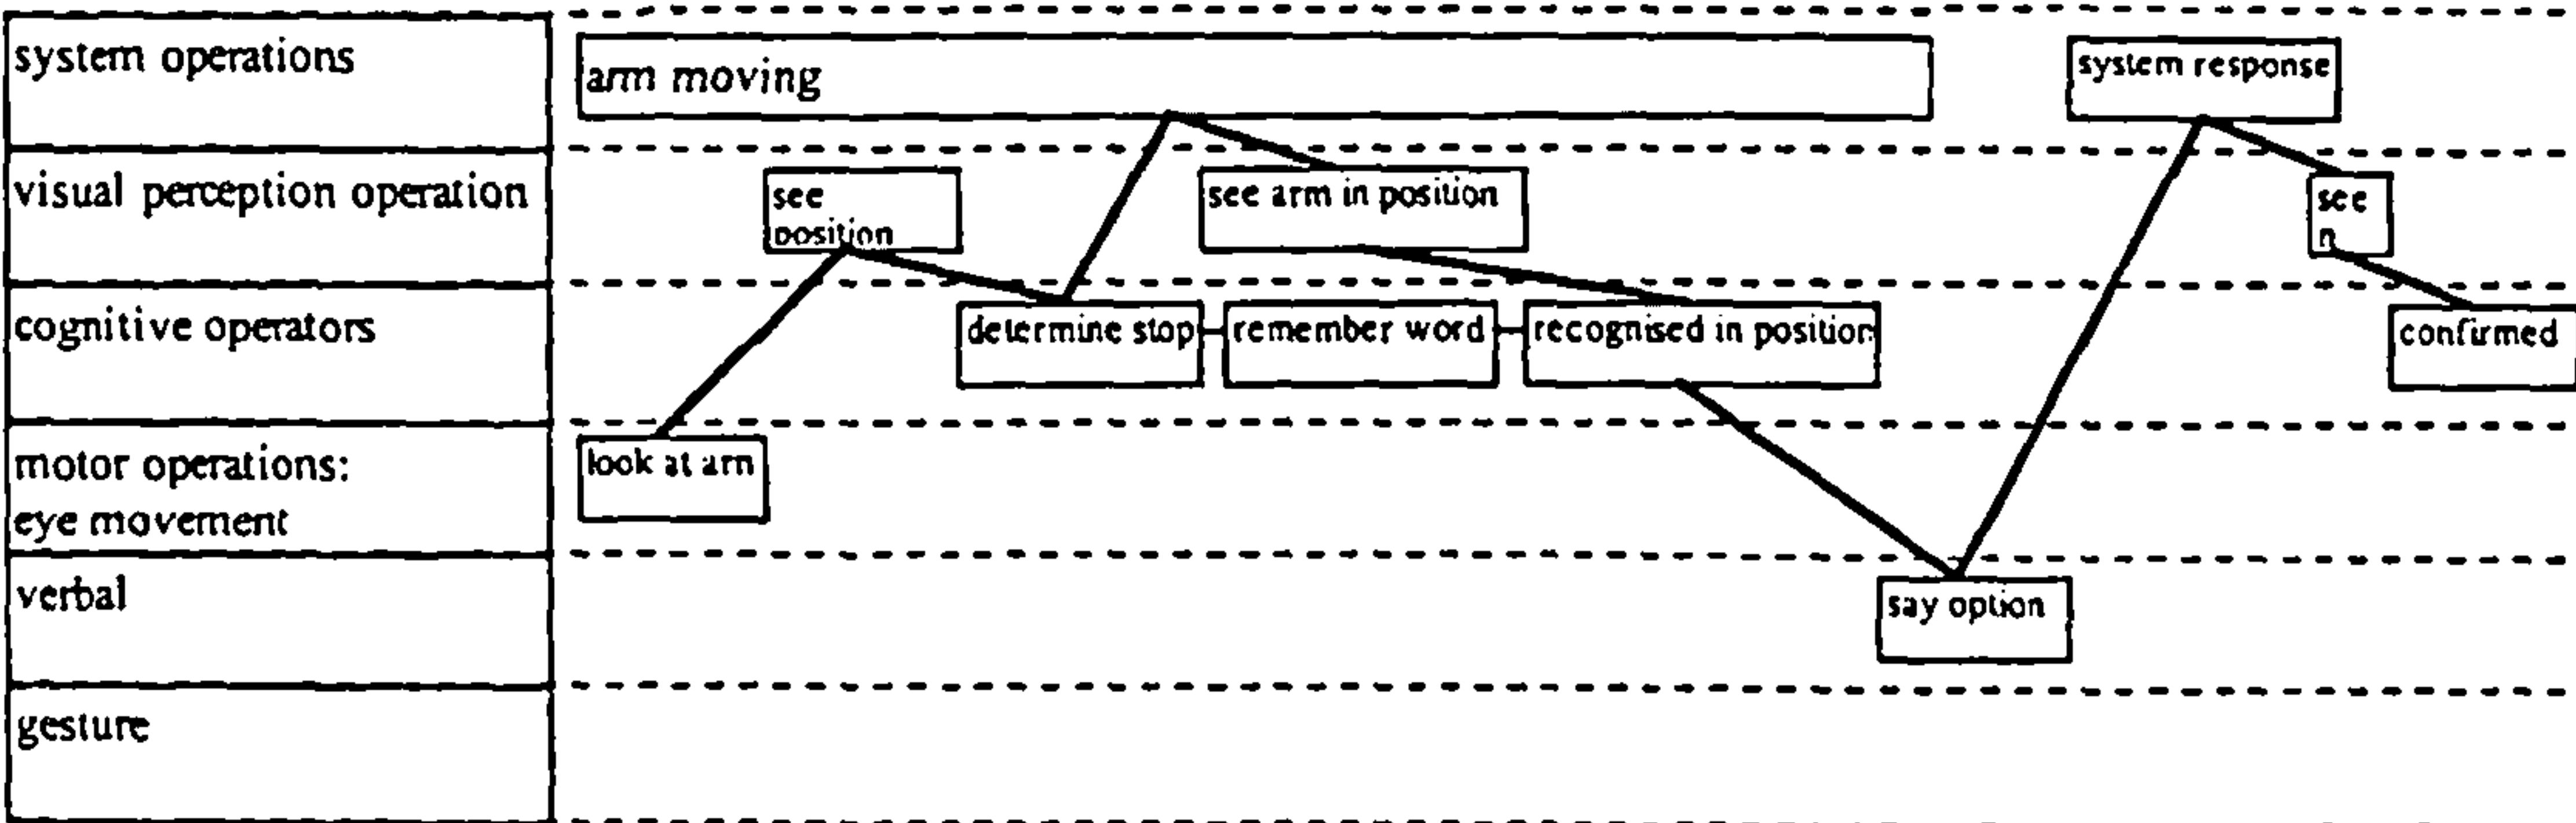 system operations
arm moving
system response
visual perception operation
see
position
see arm in position
see
n
cognitive operators
determine stop
remember word
recognised in position
confirmed
motor operations:
eye movement
look at arm
verbal
say option
gesture